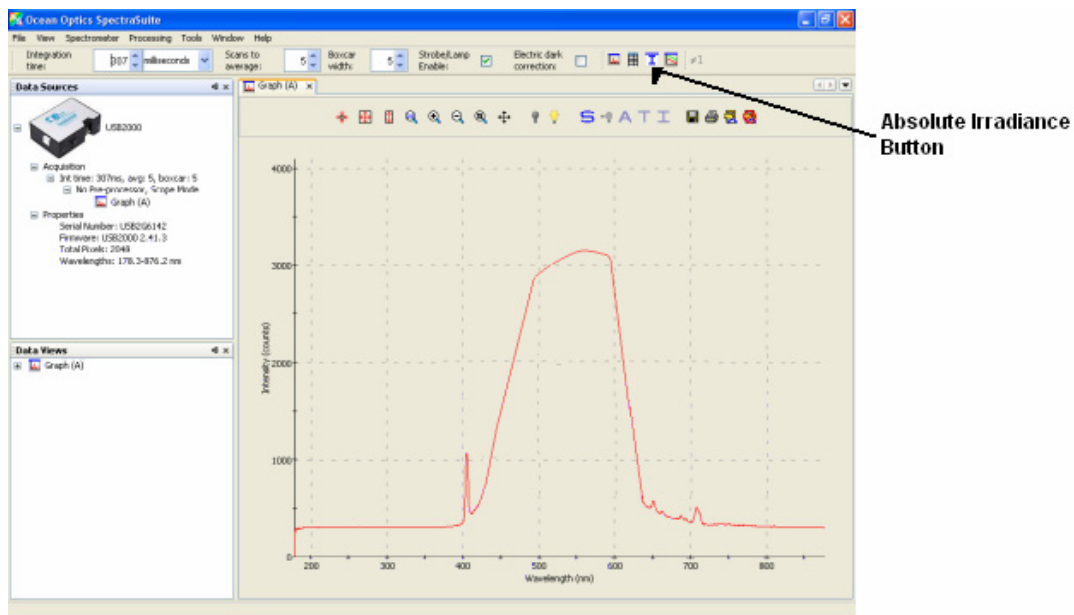 Ocean Optics SpectraSuite
File View Spectrometer Processing Tools Window Help
Integration time: 307 milliseconds Scans to average: 5 Boxcar width: 5 Strobe/Lamp Enable: Electric dark correction: ≠1
Data Sources
Graph (A)
USB2000
S A T I
Absolute Irradiance
Button
Acquisition
Int time: 307ms, avg: 5, boxcar: 5
No Pre-processor, Scope Mode
Graph (A)
Properties
Serial Number: USB2G6142
Firmware: USB2000 2.41.3
Total Pixels: 2048
Wavelengths: 178.3-876.2 nm
Data Views
Graph (A)
4000
3000
2000
1000
0
Intensity (counts)
200 300 400 500 600 700 800
Wavelength (nm)